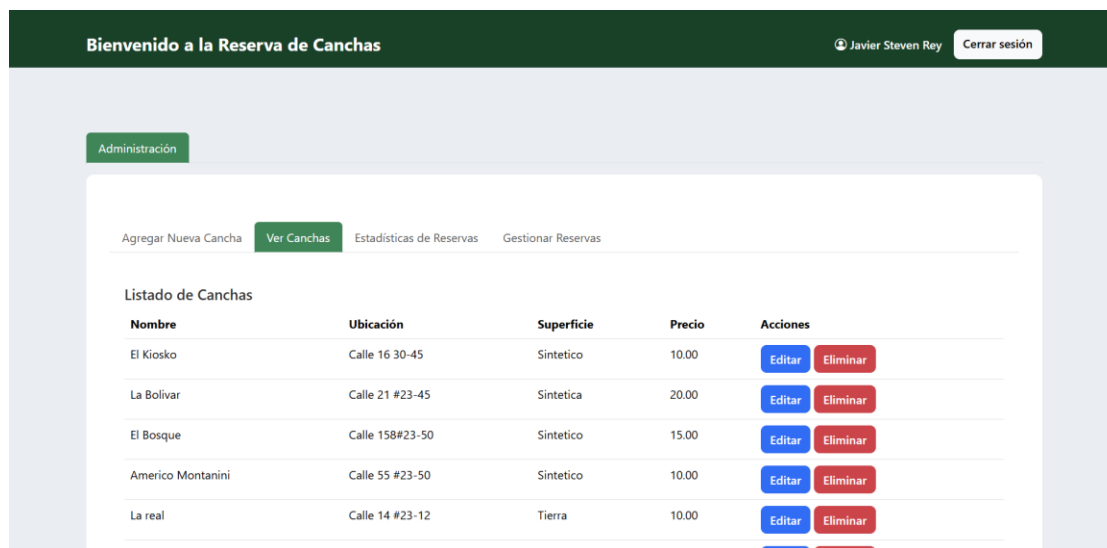 Bienvenido a la Reserva de Canchas Javier Steven Rey Cerrar sesión
Administración
Agregar Nueva Cancha Ver Canchas Estadísticas de Reservas Gestionar Reservas
Listado de Canchas
Nombre Ubicación Superficie Precio Acciones
El Kiosko Calle 16 30-45 Sintetico 10.00 Editar Eliminar
La Bolivar Calle 21 #23-45 Sintetica 20.00 Editar Eliminar
El Bosque Calle 158#23-50 Sintetico 15.00 Editar Eliminar
Americo Montanini Calle 55 #23-50 Sintetico 10.00 Editar Eliminar
La real Calle 14 #23-12 Tierra 10.00 Editar Eliminar